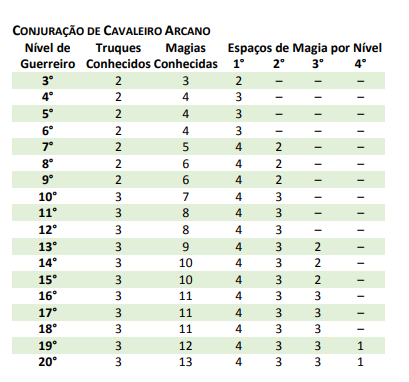 CONJURAÇÃO DE CAVALEIRO ARCANO
Nível de Truques Magias Espaços de Magia por Nível
Guerreiro Conhecidos Conhecidas 1° 2° 3° 4°
3° 2 3 2 – – –
4° 2 4 3 – – –
5° 2 4 3 – – –
6° 2 4 3 – – –
7° 2 5 4 2 – –
8° 2 6 4 2 – –
9° 2 6 4 2 – –
10° 3 7 4 3 – –
11° 3 8 4 3 – –
12° 3 8 4 3 – –
13° 3 9 4 3 2 –
14° 3 10 4 3 2 –
15° 3 10 4 3 2 –
16° 3 11 4 3 3 –
17° 3 11 4 3 3 –
18° 3 11 4 3 3 –
19° 3 12 4 3 3 1
20° 3 13 4 3 3 1